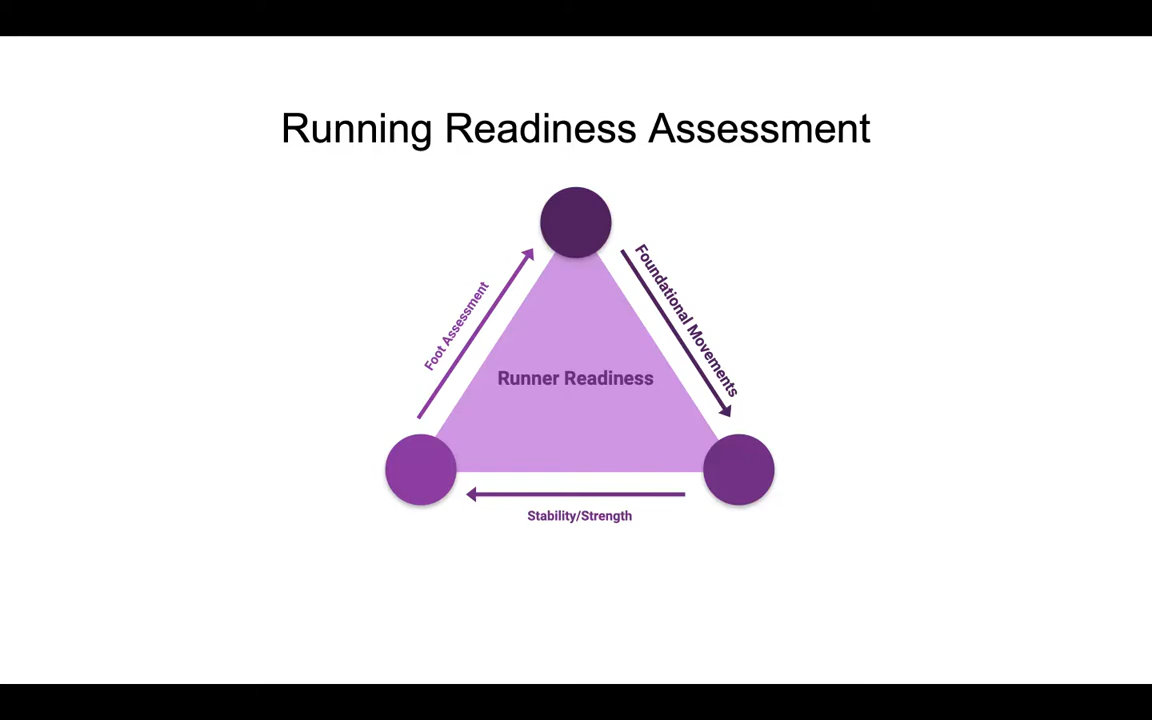 Running Readiness Assessment
Foot Assessment
Foundational Movements
Runner Readiness
Stability/Strength